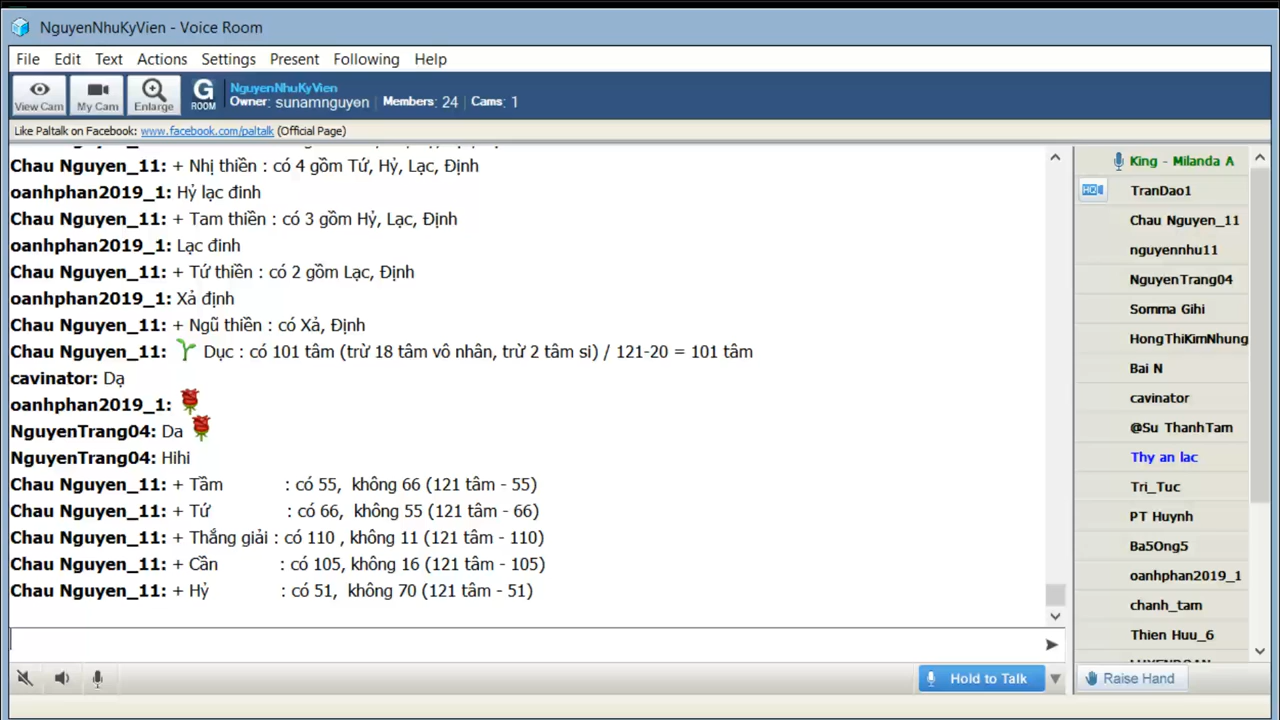 NguyenNhuKyVien - Voice Room
File Edit Text Actions Settings Present Following Help
View Cam
My Cam
Enlarge
G ROOM
NguyenNhuKyVien
Owner: sunamnguyen | Members: 24 | Cams: 1
Like Paltalk on Facebook: www.facebook.com/paltalk (Official Page)
Chau Nguyen_11: + Nhị thiền : có 4 gồm Tứ, Hỷ, Lạc, Định
oanhphan2019_1: Hỷ lạc đinh
Chau Nguyen_11: + Tam thiền : có 3 gồm Hỷ, Lạc, Định
oanhphan2019_1: Lạc đinh
Chau Nguyen_11: + Tứ thiền : có 2 gồm Lạc, Định
oanhphan2019_1: Xả định
Chau Nguyen_11: + Ngũ thiền : có Xả, Định
Chau Nguyen_11: Dục : có 101 tâm (trừ 18 tâm vô nhân, trừ 2 tâm si) / 121-20 = 101 tâm
cavinator: Dạ
oanhphan2019_1:
NguyenTrang04: Da
NguyenTrang04: Hihi
Chau Nguyen_11: + Tầm : có 55, không 66 (121 tâm - 55)
Chau Nguyen_11: + Tứ : có 66, không 55 (121 tâm - 66)
Chau Nguyen_11: + Thắng giải : có 110 , không 11 (121 tâm - 110)
Chau Nguyen_11: + Cần : có 105, không 16 (121 tâm - 105)
Chau Nguyen_11: + Hỷ : có 51, không 70 (121 tâm - 51)
King - Milanda A
HD
TranDao1
Chau Nguyen_11
nguyennhu11
NguyenTrang04
Somma Gihi
HongThiKimNhung
Bai N
cavinator
@Su ThanhTam
Thy an lac
Tri_Tuc
PT Huynh
Ba5Ong5
oanhphan2019_1
chanh_tam
Thien Huu_6
Hold to Talk
Raise Hand